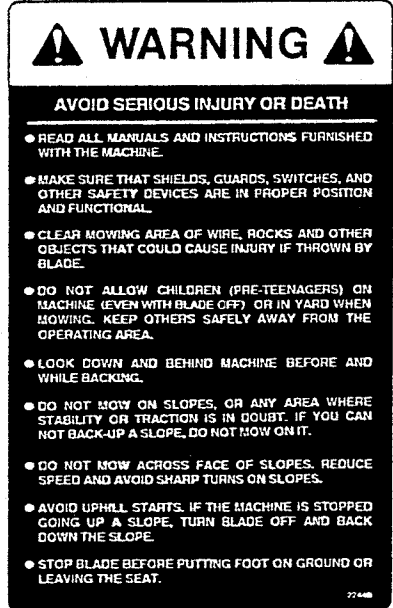 WARNING
AVOID SERIOUS INJURY OR DEATH
● READ ALL MANUALS AND INSTRUCTIONS FURNISHED
WITH THE MACHINE.
● MAKE SURE THAT SHIELDS, GUARDS, SWITCHES, AND
OTHER SAFETY DEVICES ARE IN PROPER POSITION
AND FUNCTIONAL.
● CLEAR MOWING AREA OF WIRE, ROCKS AND OTHER
OBJECTS THAT COULD CAUSE INJURY IF THROWN BY
BLADE.
● DO NOT ALLOW CHILDREN (PRE-TEENAGERS) ON
MACHINE (EVEN WITH BLADE OFF) OR IN YARD WHEN
MOWING. KEEP OTHERS SAFELY AWAY FROM THE
OPERATING AREA.
● LOOK DOWN AND BEHIND MACHINE BEFORE AND
WHILE BACKING.
● DO NOT MOW ON SLOPES, OR ANY AREA WHERE
STABILITY OR TRACTION IS IN DOUBT. IF YOU CAN
NOT BACK-UP A SLOPE, DO NOT MOW ON IT.
● DO NOT MOW ACROSS FACE OF SLOPES. REDUCE
SPEED AND AVOID SHARP TURNS ON SLOPES.
● AVOID UPHILL STARTS. IF THE MACHINE IS STOPPED
GOING UP A SLOPE, TURN BLADE OFF AND BACK
DOWN THE SLOPE.
● STOP BLADE BEFORE PUTTING FOOT ON GROUND OR
LEAVING THE SEAT.